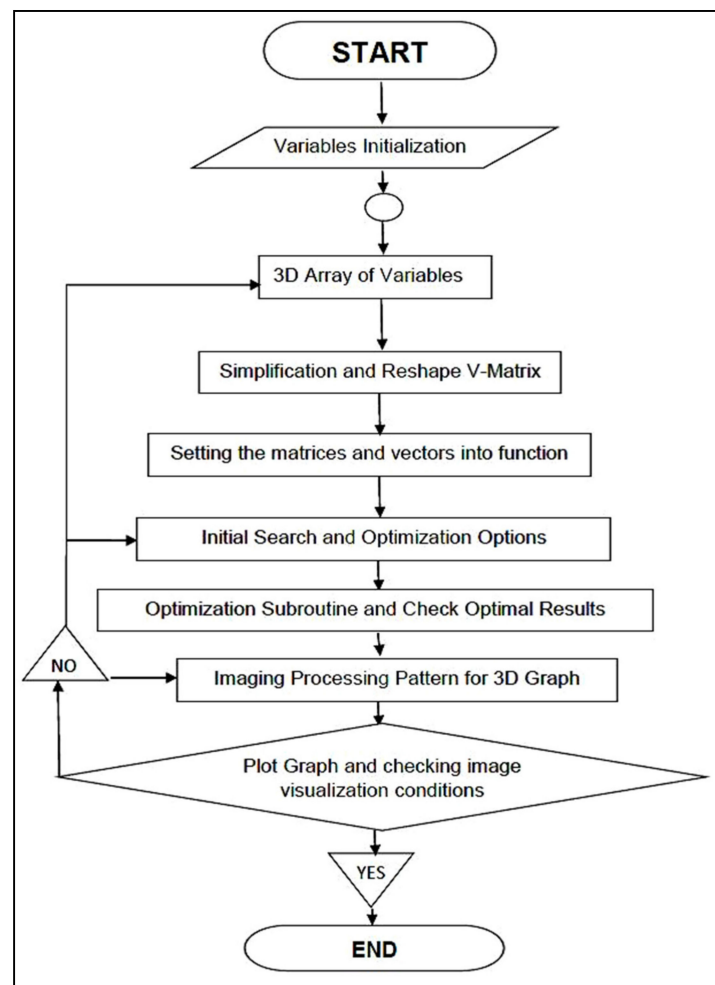 START
Variables Initialization
3D Array of Variables
Simplification and Reshape V-Matrix
Setting the matrices and vectors into function
Initial Search and Optimization Options
Optimization Subroutine and Check Optimal Results
NO
Imaging Processing Pattern for 3D Graph
Plot Graph and checking image
visualization conditions
YES
END